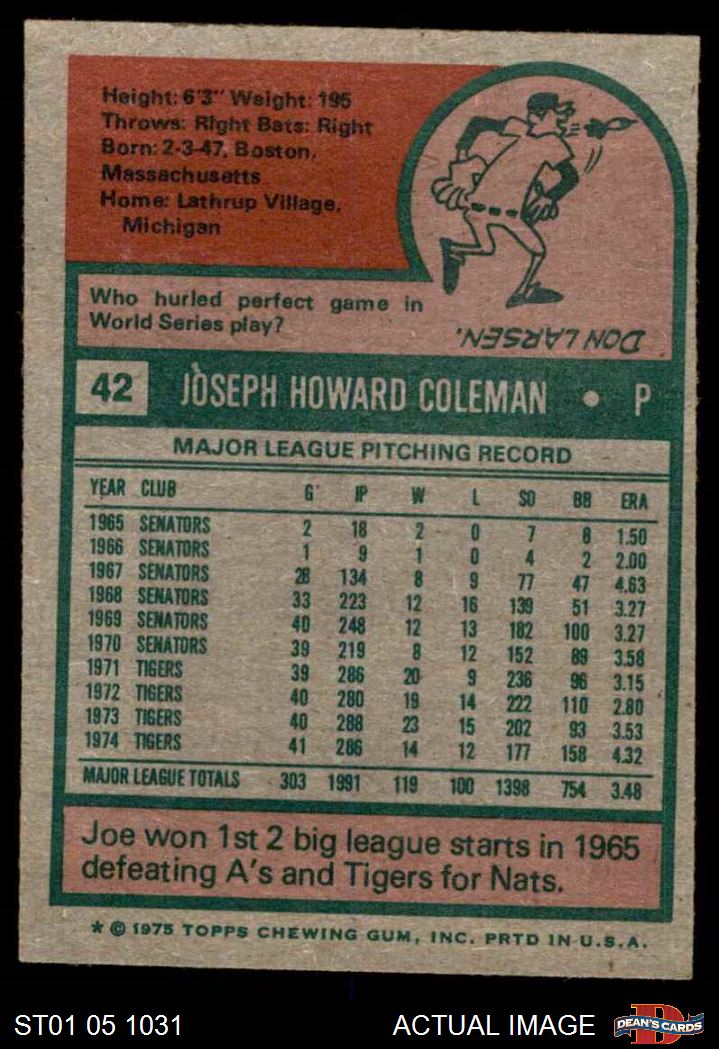 Height: 6'3" Weight: 195
Throws: Right Bats: Right
Born: 2-3-47, Boston,
Massachusetts
Home: Lathrup Village,
Michigan
Who hurled perfect game in
World Series play?
DON LARSEN.
42 JOSEPH HOWARD COLEMAN • P
MAJOR LEAGUE PITCHING RECORD
YEAR CLUB G IP W L SO BB ERA
1965 SENATORS 2 18 2 0 7 8 1.50
1966 SENATORS 1 9 1 0 4 2 2.00
1967 SENATORS 28 134 8 9 77 47 4.63
1968 SENATORS 33 223 12 16 139 51 3.27
1969 SENATORS 40 248 12 13 182 100 3.27
1970 SENATORS 39 219 8 12 152 89 3.58
1971 TIGERS 39 286 20 9 236 96 3.15
1972 TIGERS 40 280 19 14 222 110 2.80
1973 TIGERS 40 288 23 15 202 93 3.53
1974 TIGERS 41 286 14 12 177 158 4.32
MAJOR LEAGUE TOTALS 303 1991 119 100 1398 754 3.48
Joe won 1st 2 big league starts in 1965
defeating A's and Tigers for Nats.
* © 1975 TOPPS CHEWING GUM, INC. PRTD IN U.S.A.
ST01 05 1031 ACTUAL IMAGE D DEAN'S CARDS